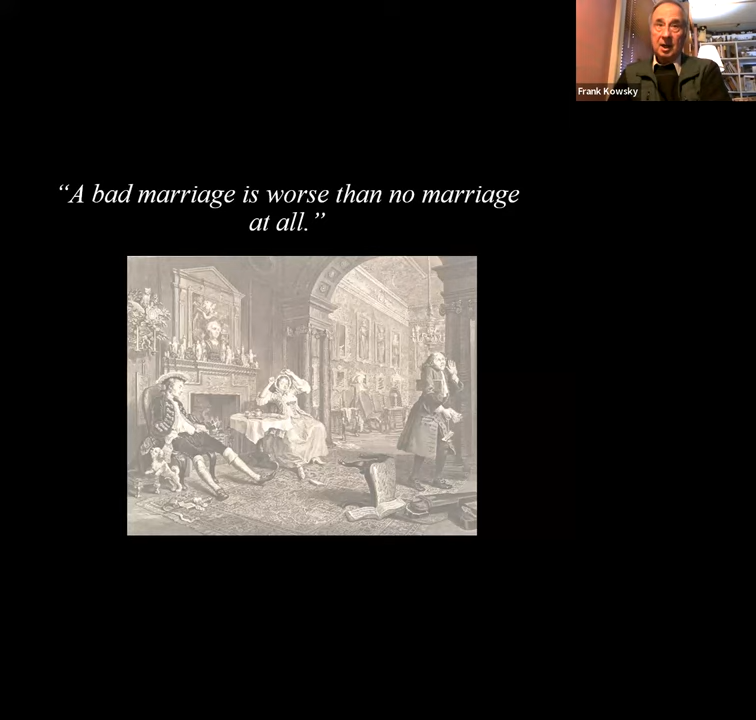 Frank Kowsky
“A bad marriage is worse than no marriage
at all.”